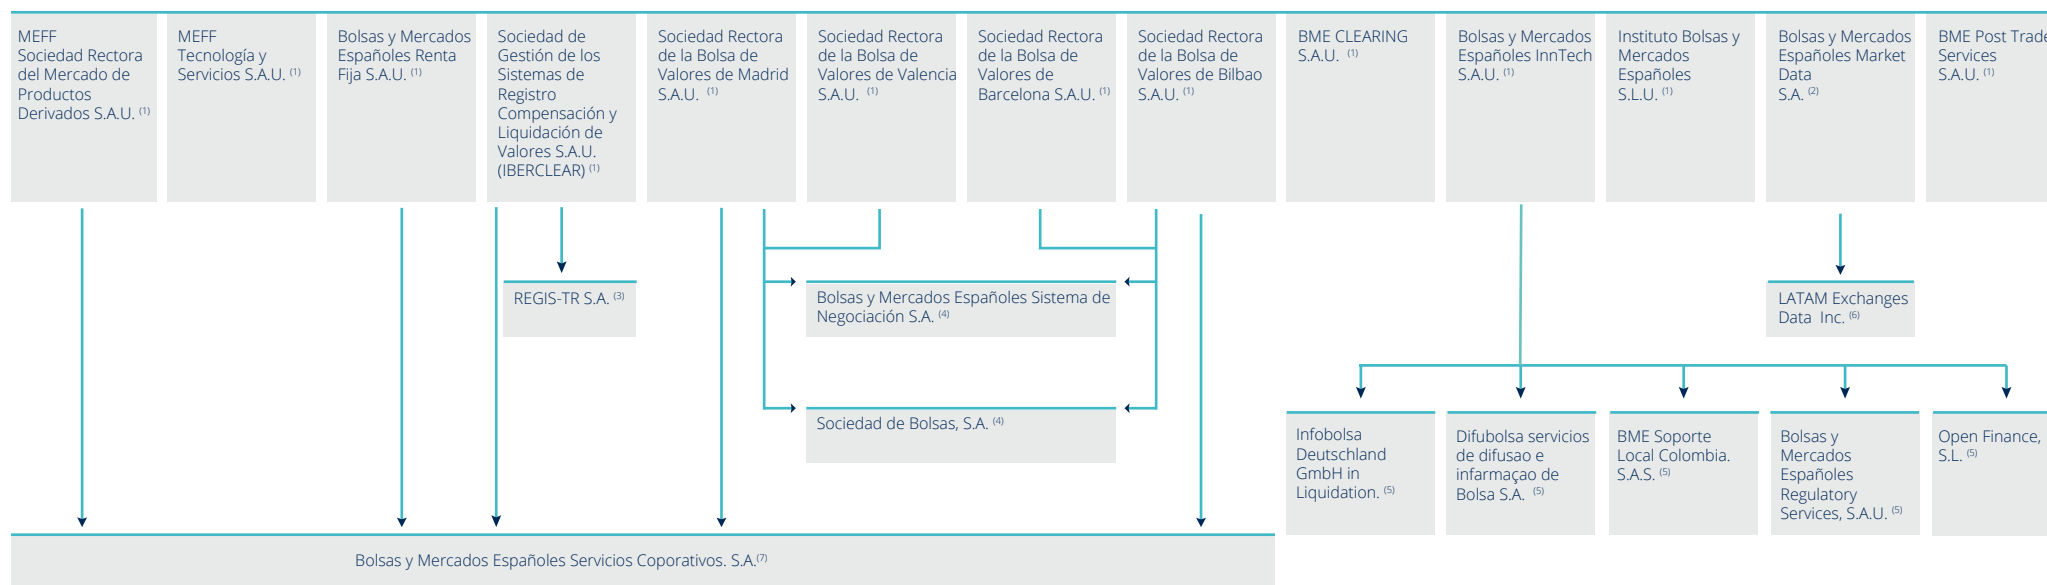 MEFF
Sociedad Rectora
del Mercado de
Productos
Derivados S.A.U. (1)
MEFF
Tecnología y
Servicios S.A.U. (1)
Bolsas y Mercados
Españoles Renta
Fija S.A.U. (1)
Sociedad de
Gestión de los
Sistemas de
Registro
Compensación y
Liquidación de
Valores S.A.U.
(IBERCLEAR) (1)
Sociedad Rectora
de la Bolsa de
Valores de Madrid
S.A.U. (1)
Sociedad Rectora
de la Bolsa de
Valores de Valencia
S.A.U. (1)
Sociedad Rectora
de la Bolsa de
Valores de
Barcelona S.A.U. (1)
Sociedad Rectora
de la Bolsa de
Valores de Bilbao
S.A.U. (1)
BME CLEARING
S.A.U. (1)
Bolsas y Mercados
Españoles InnTech
S.A.U. (1)
Instituto Bolsas y
Mercados
Españoles
S.L.U. (1)
Bolsas y Mercados
Españoles Market
Data
S.A. (2)
BME Post Trade
Services
S.A.U. (1)
REGIS-TR S.A. (3)
Bolsas y Mercados Españoles Sistema de
Negociación S.A. (4)
LATAM Exchanges
Data Inc. (6)
Sociedad de Bolsas, S.A. (4)
Infobolsa
Deutschland
GmbH in
Liquidation. (5)
Difubolsa servicios
de difusao e
infarmaçao de
Bolsa S.A. (5)
BME Soporte
Local Colombia.
S.A.S. (5)
Bolsas y
Mercados
Españoles
Regulatory
Services, S.A.U. (5)
Open Finance,
S.L. (5)
Bolsas y Mercados Españoles Servicios Coporativos. S.A.(7)